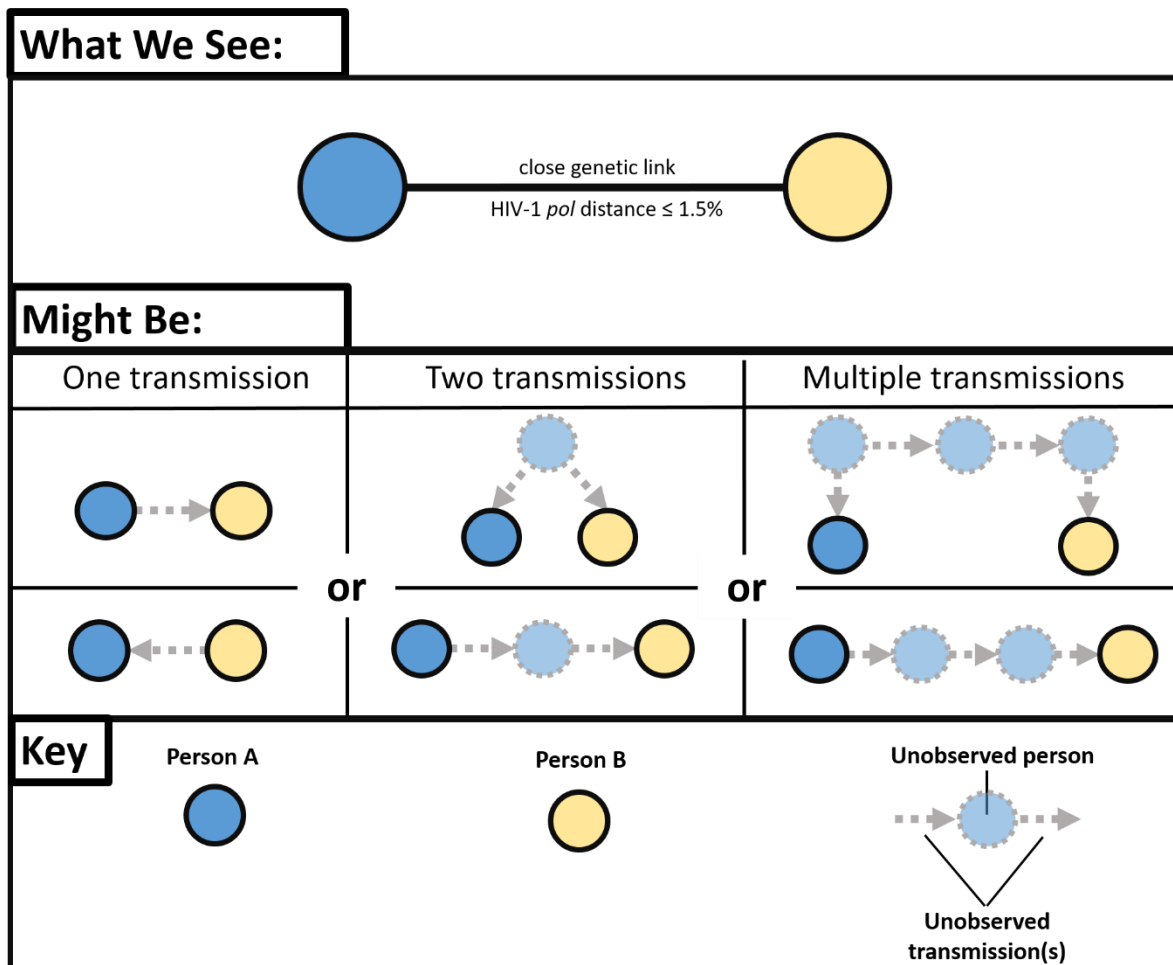 What We See:
close genetic link
HIV-1 pol distance ≤ 1.5%
Might Be:
One transmission
Two transmissions
Multiple transmissions
or
or
Key
Person A
Person B
Unobserved person
Unobserved
transmission(s)